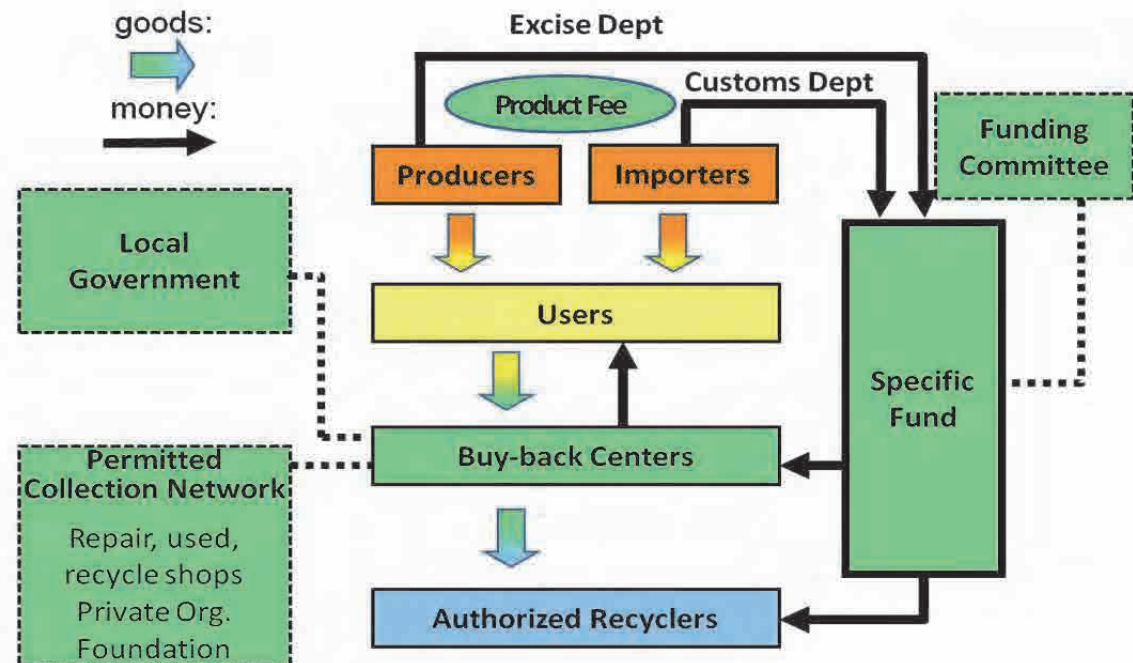 goods:
money:
Excise Dept
Customs Dept
Product Fee
Funding
Committee
Producers
Importers
Local
Government
Users
Specific
Fund
Buy-back Centers
Permitted
Collection Network
Repair, used,
recycle shops
Private Org.
Foundation
Authorized Recyclers